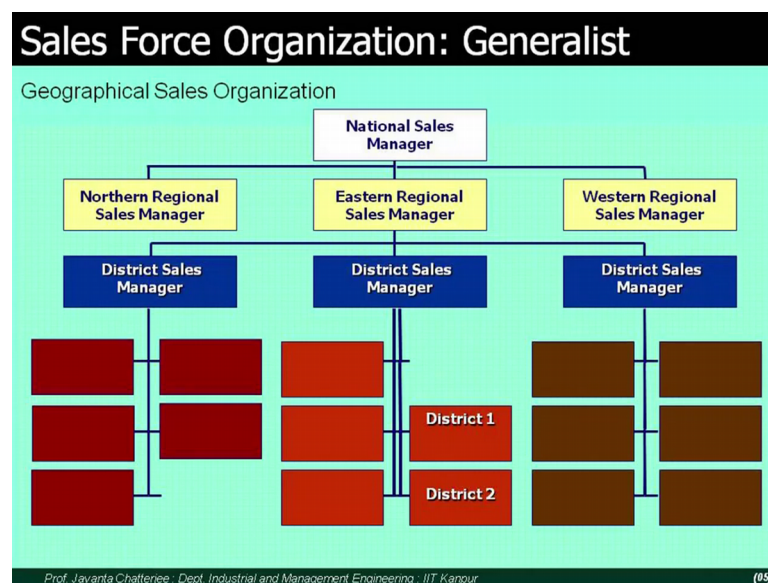 Sales Force Organization: Generalist
Geographical Sales Organization
National Sales
Manager
Northern Regional
Sales Manager
Eastern Regional
Sales Manager
Western Regional
Sales Manager
District Sales
Manager
District Sales
Manager
District Sales
Manager
District 1
District 2
Prof. Jayanta Chatterjee : Dept. Industrial and Management Engineering : IIT Kanpur
(05